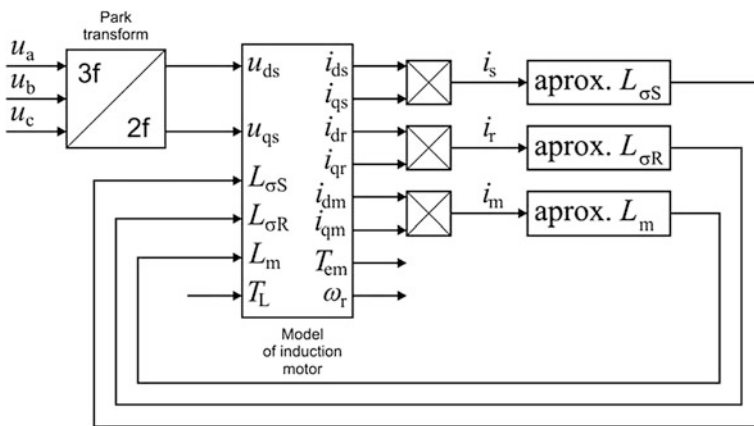 Park
transform
u_a
u_b
u_c
3f
2f
u_ds
u_qs
L_σS
L_σR
L_m
T_L
i_ds
i_qs
i_dr
i_qr
i_dm
i_qm
T_em
ω_r
i_s
i_r
i_m
aprox. L_σS
aprox. L_σR
aprox. L_m
Model
of induction
motor